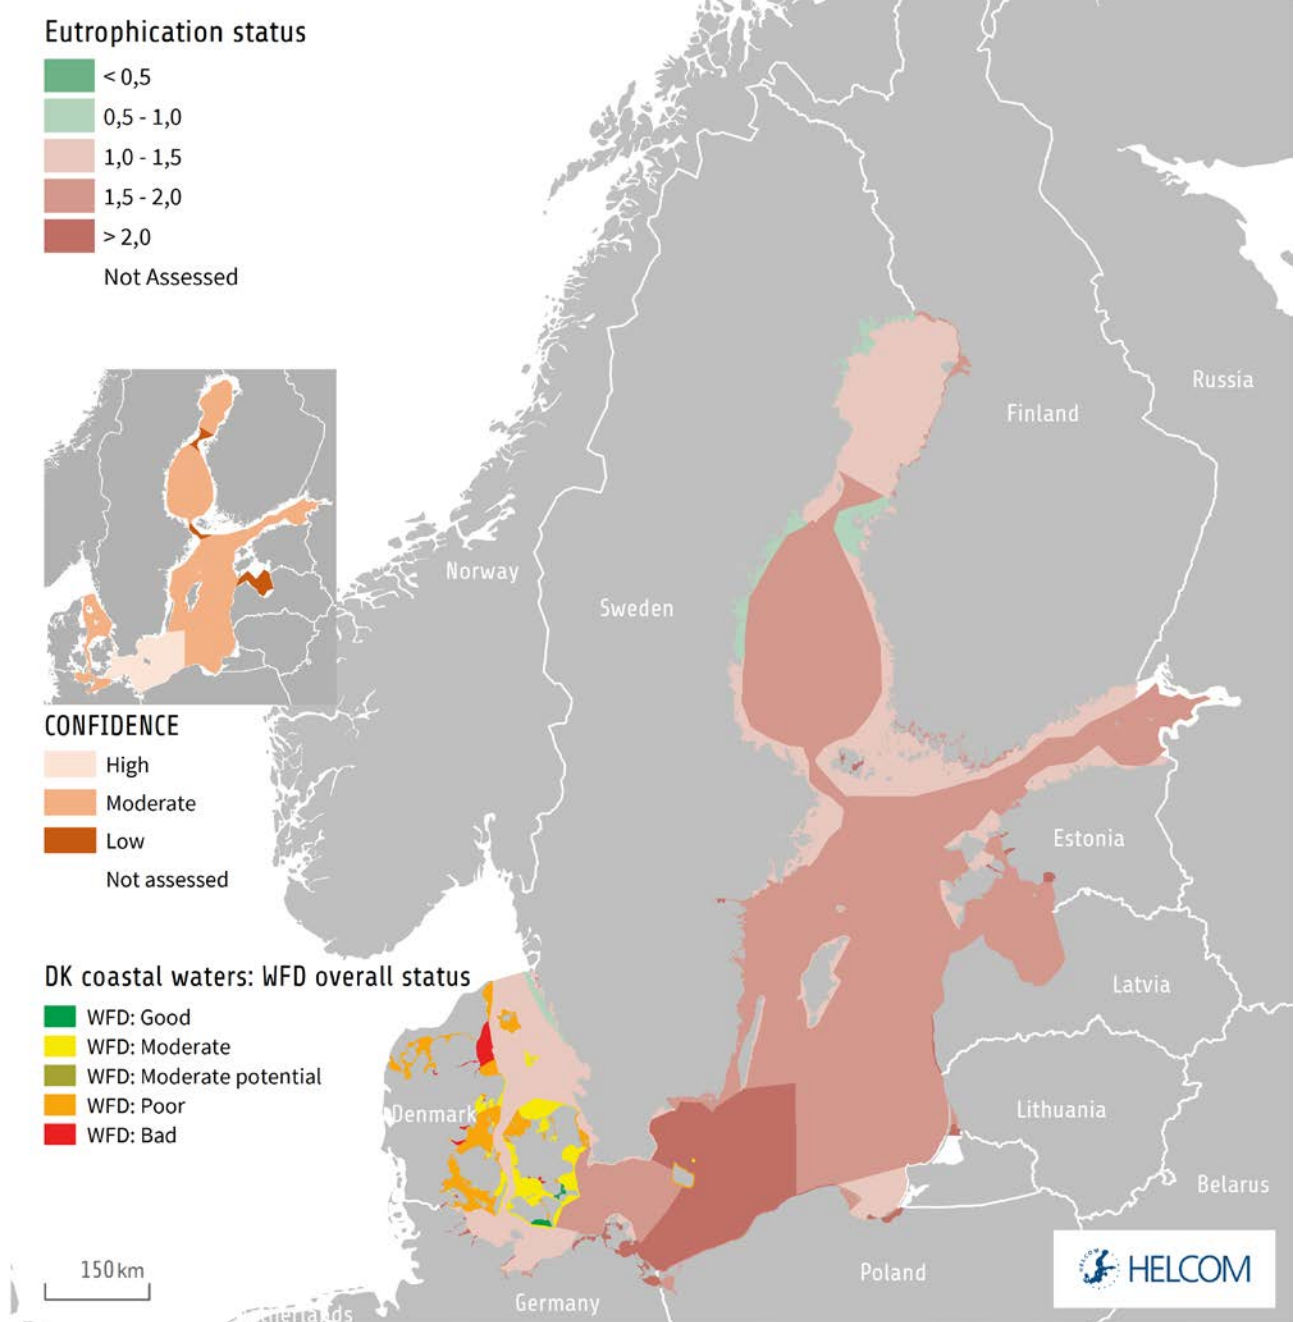 Eutrophication status
< 0,5
0,5 - 1,0
1,0 - 1,5
1,5 - 2,0
> 2,0
Not Assessed
Russia
Finland
Norway
Sweden
CONFIDENCE
High
Moderate
Low
Not assessed
Estonia
DK coastal waters: WFD overall status
Latvia
WFD: Good
WFD: Moderate
WFD: Moderate potential
WFD: Poor
WFD: Bad
Denmark
Lithuania
Belarus
150 km
Poland
HELCOM
Germany